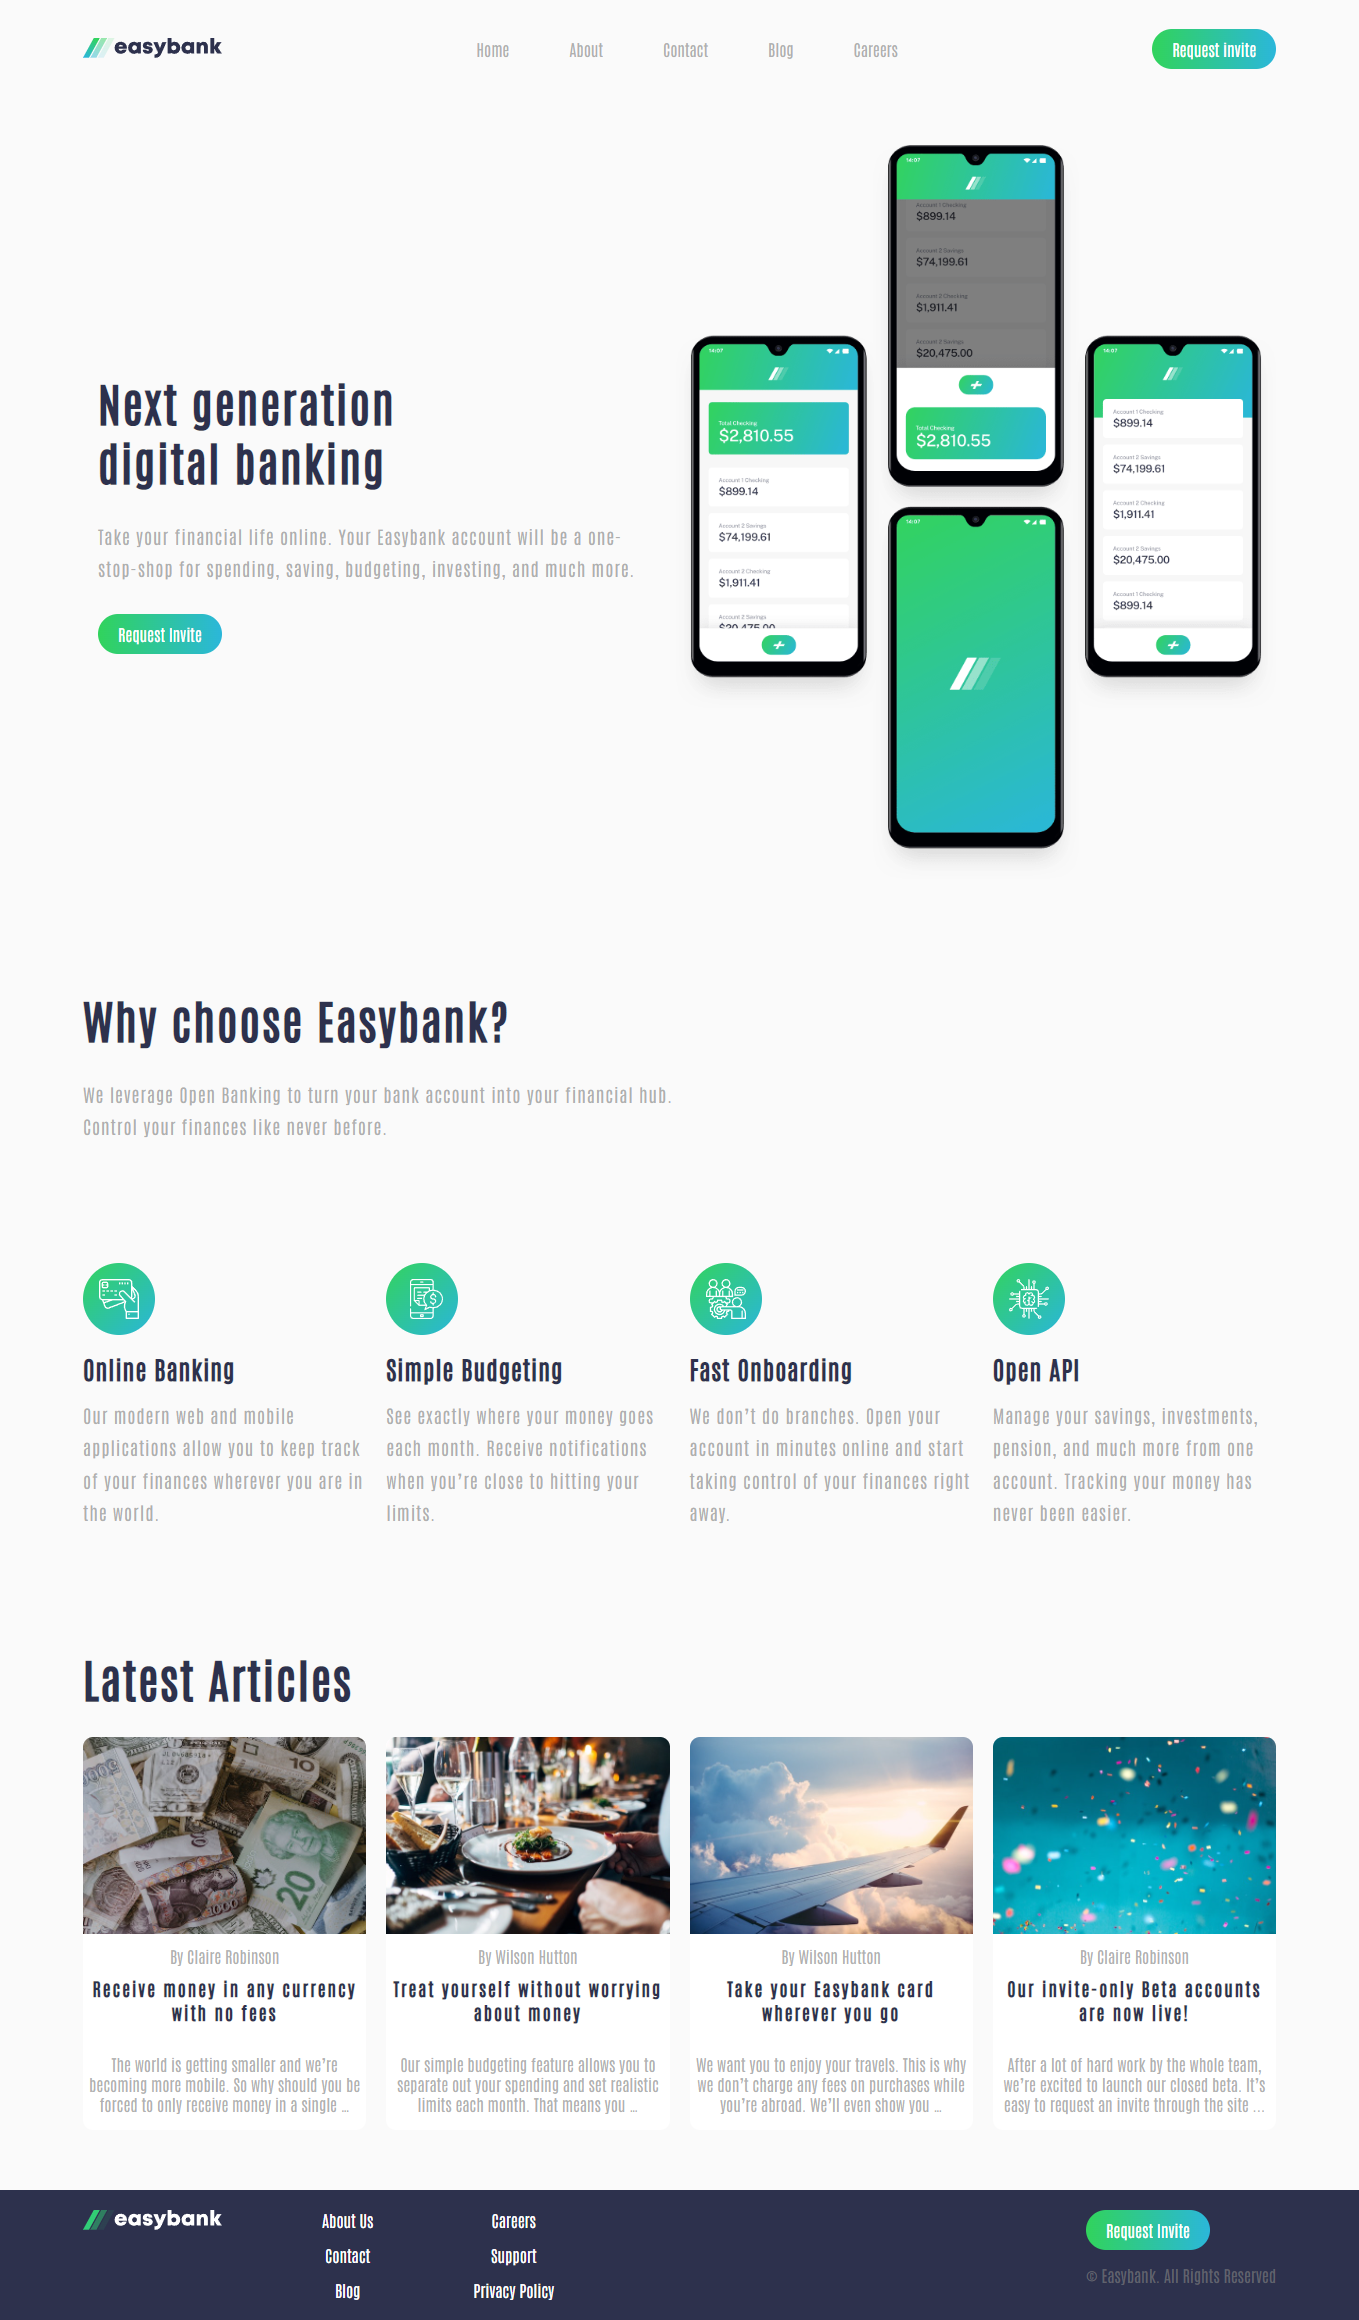 easybank
Home About Contact Blog Careers
Request invite
Next generation
digital banking
Take your financial life online. Your Easybank account will be a one-
stop-shop for spending, saving, budgeting, investing, and much more.
Request Invite
14:07
Account 1 Checking
$899.14
Account 2 Savings
$74,199.61
Account 2 Checking
$1,911.41
Account 2 Savings
$20,475.00
Total Checking
$2,810.55
14:07
Total Checking
$2,810.55
Account 1 Checking
$899.14
Account 2 Savings
$74,199.61
Account 2 Checking
$1,911.41
Account 2 Savings
$20,475.00
14:07
14:07
Account 1 Checking
$899.14
Account 2 Savings
$74,199.61
Account 2 Checking
$1,911.41
Account 2 Savings
$20,475.00
Account 1 Checking
$899.14
Why choose Easybank?
We leverage Open Banking to turn your bank account into your financial hub.
Control your finances like never before.
Online Banking
Our modern web and mobile
applications allow you to keep track
of your finances wherever you are in
the world.
Simple Budgeting
See exactly where your money goes
each month. Receive notifications
when you’re close to hitting your
limits.
Fast Onboarding
We don’t do branches. Open your
account in minutes online and start
taking control of your finances right
away.
Open API
Manage your savings, investments,
pension, and much more from one
account. Tracking your money has
never been easier.
Latest Articles
By Claire Robinson
Receive money in any currency
with no fees
The world is getting smaller and we’re
becoming more mobile. So why should you be
forced to only receive money in a single …
By Wilson Hutton
Treat yourself without worrying
about money
Our simple budgeting feature allows you to
separate out your spending and set realistic
limits each month. That means you …
By Wilson Hutton
Take your Easybank card
wherever you go
We want you to enjoy your travels. This is why
we don’t charge any fees on purchases while
you’re abroad. We’ll even show you …
By Claire Robinson
Our invite-only Beta accounts
are now live!
After a lot of hard work by the whole team,
we’re excited to launch our closed beta. It’s
easy to request an invite through the site ...
easybank
About Us
Contact
Blog
Careers
Support
Privacy Policy
Request Invite
© Easybank. All Rights Reserved